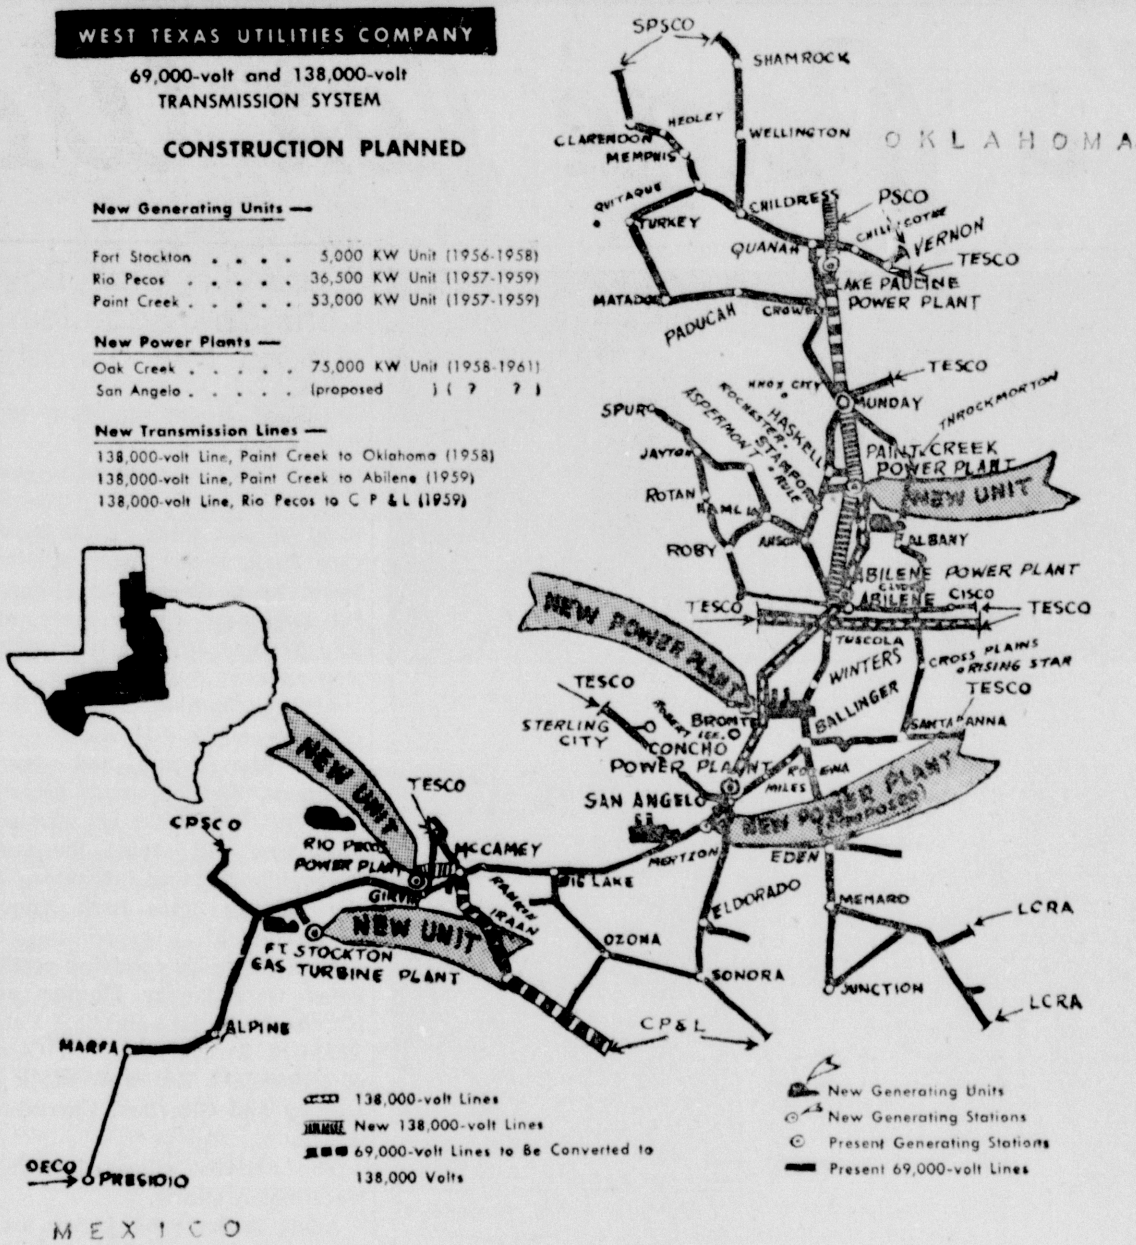 WEST TEXAS UTILITIES COMPANY
69,000-volt and 138,000-volt
TRANSMISSION SYSTEM
CONSTRUCTION PLANNED
New Generating Units —
Fort Stockton . . . . 5,000 KW Unit (1956-1958)
Rio Pecos . . . . . 36,500 KW Unit (1957-1959)
Paint Creek . . . . . 53,000 KW Unit (1957-1959)
New Power Plants —
Oak Creek . . . . . 75,000 KW Unit (1958-1961)
San Angelo . . . . . (proposed ) ( ? ? )
New Transmission Lines —
138,000-volt Line, Paint Creek to Oklahoma (1958)
138,000-volt Line, Paint Creek to Abilene (1959)
138,000-volt Line, Rio Pecos to C P & L (1959)
SPSCO
SHAMROCK
HEDLEY
CLARENDON
MEMPHIS
WELLINGTON
OKLAHOMA
QUITAQUE
TURKEY
CHILDRESS
PSCO
VERNON
QUANAH
TESCO
LAKE PAULINE
POWER PLANT
MATADOR
PADUCAH
CROWELL
TESCO
KNOX CITY
MUNDAY
THROCKMORTON
SPUR
ROCHESTER
ASPERMONT
HASKELL
STAMFORD
RULE
JAYTON
PAINT CREEK
POWER PLANT
NEW UNIT
ROTAN
HAMLIN
ROBY
ANSON
ALBANY
ABILENE POWER PLANT
ABILENE
CISCO
TESCO
TESCO
NEW POWER PLANT
TUSCOLA
WINTERS
CROSS PLAINS
RISING STAR
TESCO
TESCO
BALLINGER
STERLING
CITY
ROBERT LEE
BRONTE
SANTA ANNA
CONCHO
POWER PLANT
ROWENA
MILES
SAN ANGELO
NEW POWER PLANT
(PROPOSED)
MERTZON
EDEN
NEW UNIT
TESCO
CPSCO
RIO PECOS
POWER PLANT
MCCAMEY
GIRVIN
RANKIN
IRAAN
BIG LAKE
ELDORADO
MENARD
LCRA
NEW UNIT
FT. STOCKTON
GAS TURBINE PLANT
OZONA
SONORA
JUNCTION
LCRA
CP&L
ALPINE
MARFA
OECO
PRESIDIO
MEXICO
138,000-volt Lines
New 138,000-volt Lines
69,000-volt Lines to Be Converted to
138,000 Volts
New Generating Units
New Generating Stations
Present Generating Stations
Present 69,000-volt Lines